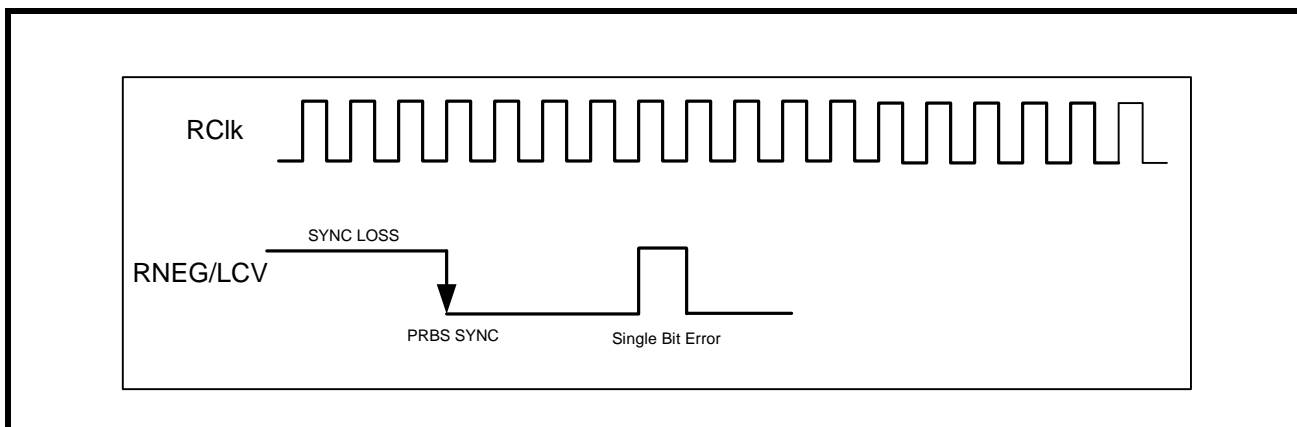 RClk
SYNC LOSS
RNEG/LCV
PRBS SYNC
Single Bit Error